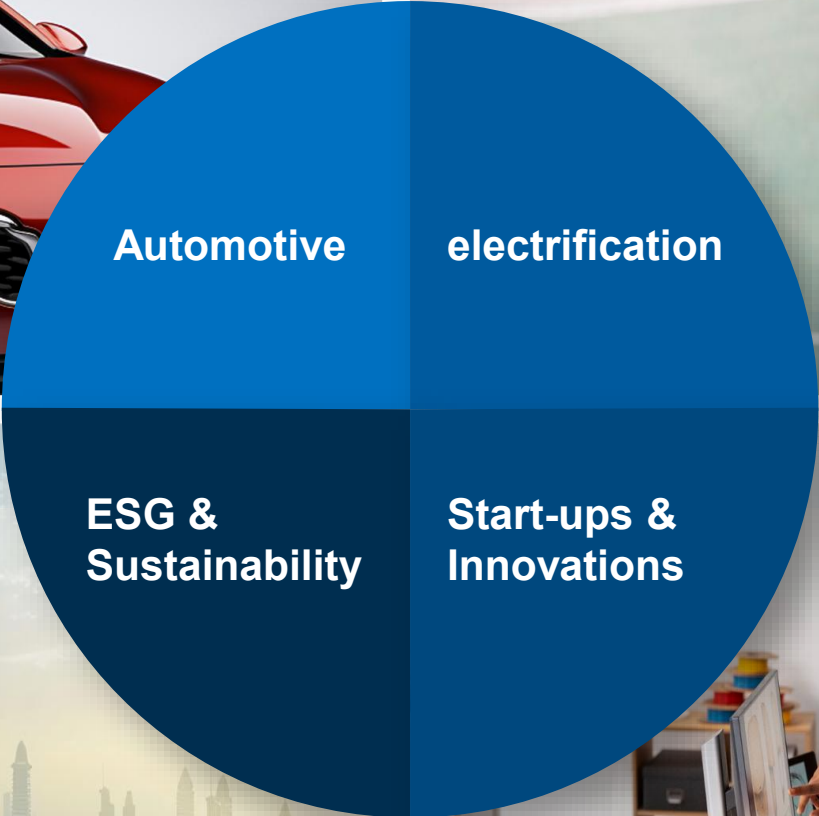 Automotive
electrification
ESG &
Sustainability
Start-ups &
Innovations